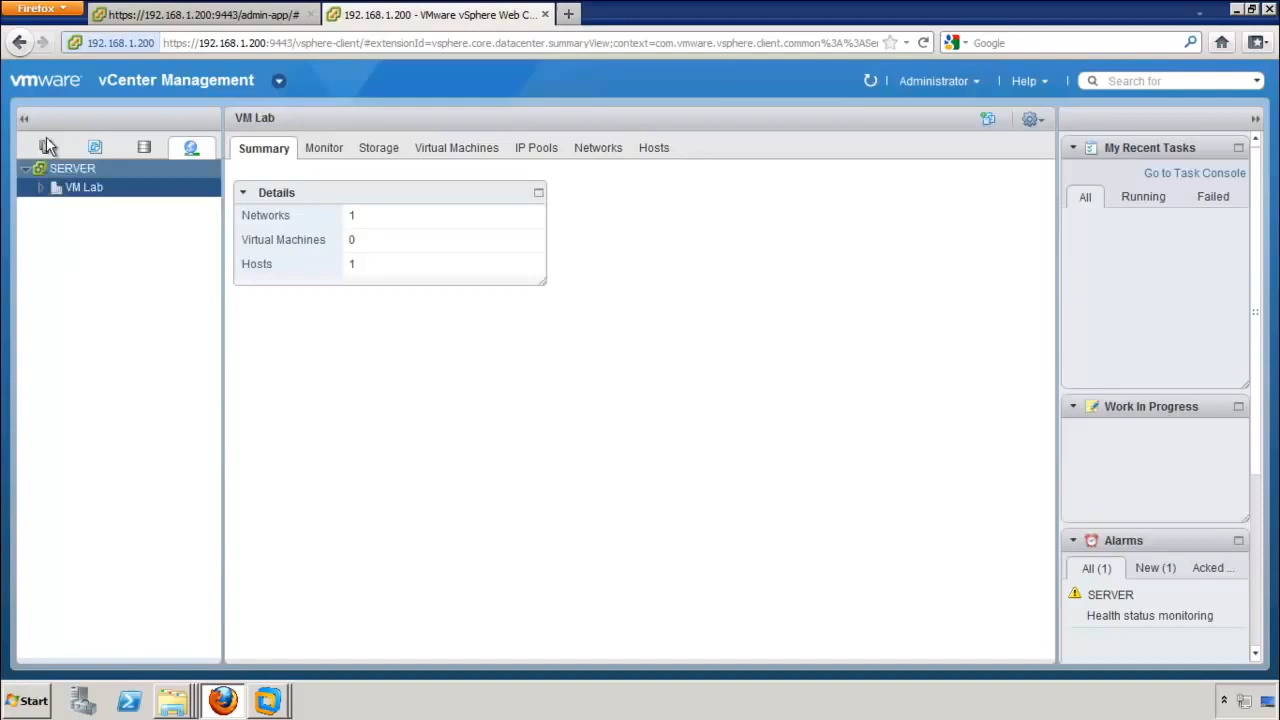 Firefox
https://192.168.1.200:9443/admin-app/#
192.168.1.200 - VMware vSphere Web C...
192.168.1.200
https://192.168.1.200:9443/vsphere-client/#extensionId=vsphere.core.datacenter.summaryView;context=com.vmware.vsphere.client.common%3A%3ASer
Google
vmware
vCenter Management
Administrator
Help
Search for
VM Lab
Summary
Monitor
Storage
Virtual Machines
IP Pools
Networks
Hosts
SERVER
VM Lab
Details
Networks 1
Virtual Machines 0
Hosts 1
My Recent Tasks
Go to Task Console
All
Running
Failed
Work In Progress
Alarms
All (1)
New (1)
Acked ...
SERVER
Health status monitoring
Start